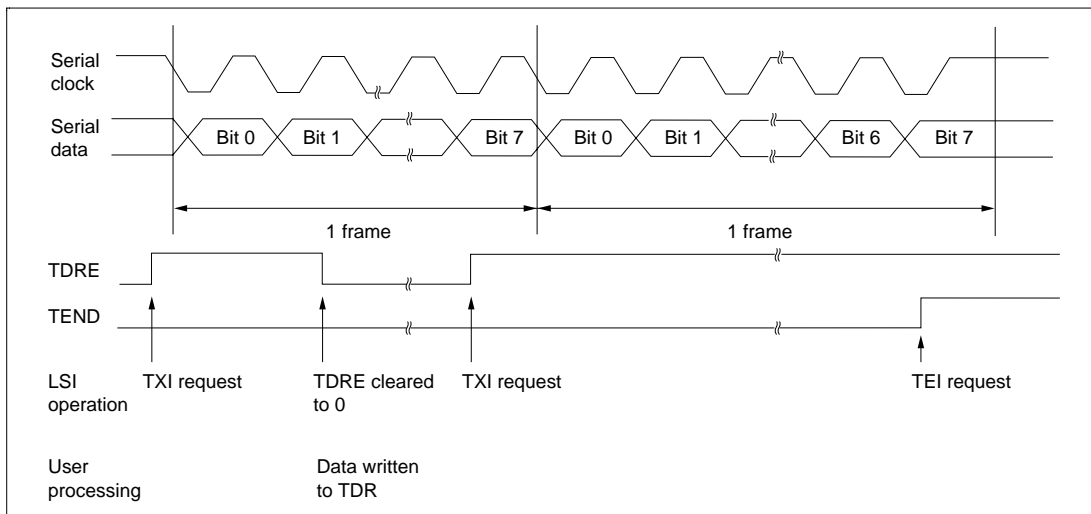 Serial
clock
Serial
data
Bit 0
Bit 1
Bit 7
Bit 0
Bit 1
Bit 6
Bit 7
1 frame
1 frame
TDRE
TEND
LSI
operation
TXI request
TDRE cleared
to 0
TXI request
TEI request
User
processing
Data written
to TDR